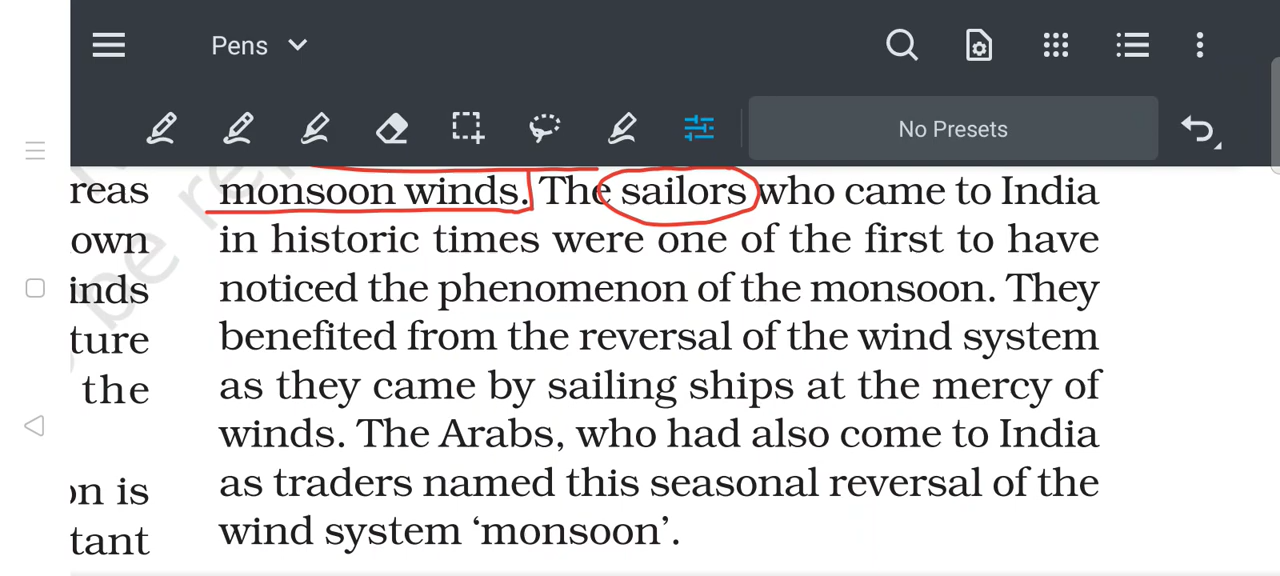 Pens
No Presets
reas
own
inds
ture
the
n is
tant
monsoon winds. The sailors who came to India
in historic times were one of the first to have
noticed the phenomenon of the monsoon. They
benefited from the reversal of the wind system
as they came by sailing ships at the mercy of
winds. The Arabs, who had also come to India
as traders named this seasonal reversal of the
wind system ‘monsoon’.